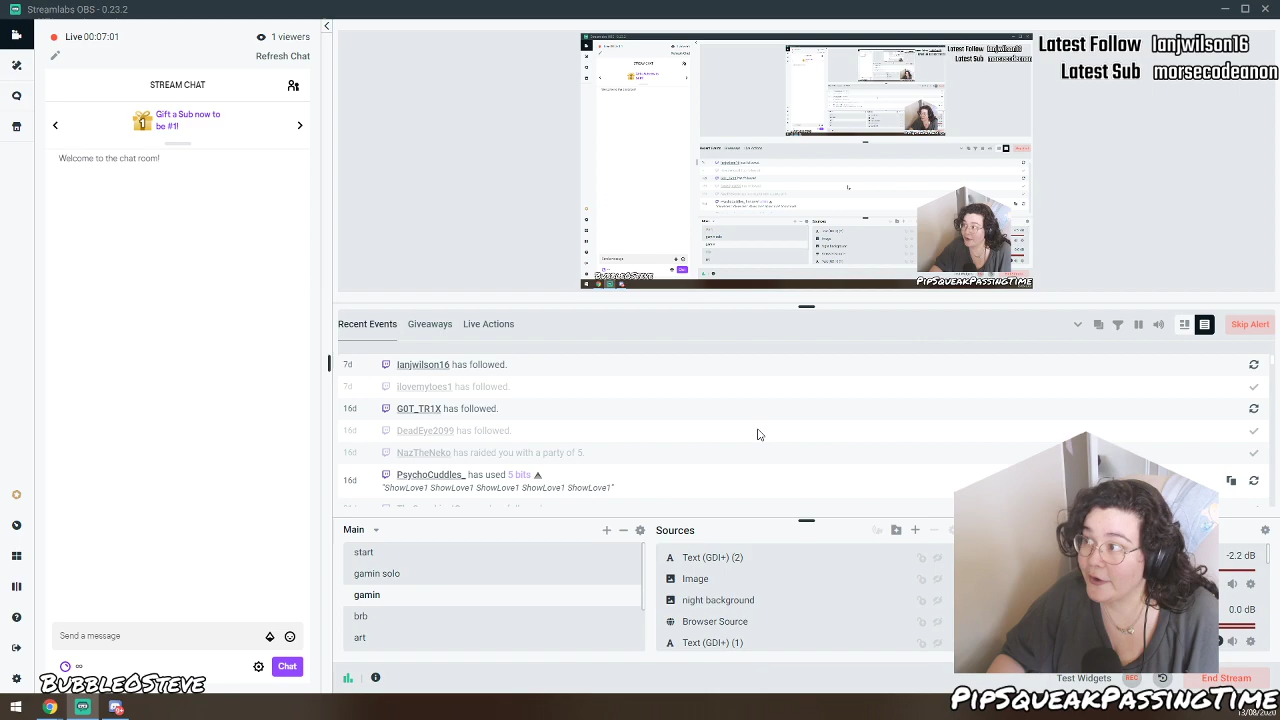 Streamlabs OBS - 0.23.2
Live 00:07:01
1 viewers
Refresh Chat
STREAM CHAT
Gift a Sub now to
be #1!
Welcome to the chat room!
Send a message
Chat
BubbleOSteve
Latest Follow Ianjwilson16
Latest Sub morsecodeanon
PipSqueakPassingTime
Recent Events
Giveaways
Live Actions
Skip Alert
7d Ianjwilson16 has followed.
7d ilovemytoes1 has followed.
16d G0T_TR1X has followed.
16d DeadEye2099 has followed.
16d NazTheNeko has raided you with a party of 5.
16d PsychoCuddles_ has used 5 bits
"ShowLove1 ShowLove1 ShowLove1 ShowLove1 ShowLove1"
Main
start
gamin solo
gamin
brb
art
Sources
Text (GDI+) (2)
Image
night background
Browser Source
Text (GDI+) (1)
-2.2 dB
0.0 dB
Test Widgets
REC
End Stream
PipSqueakPassingTime
13/08/2020